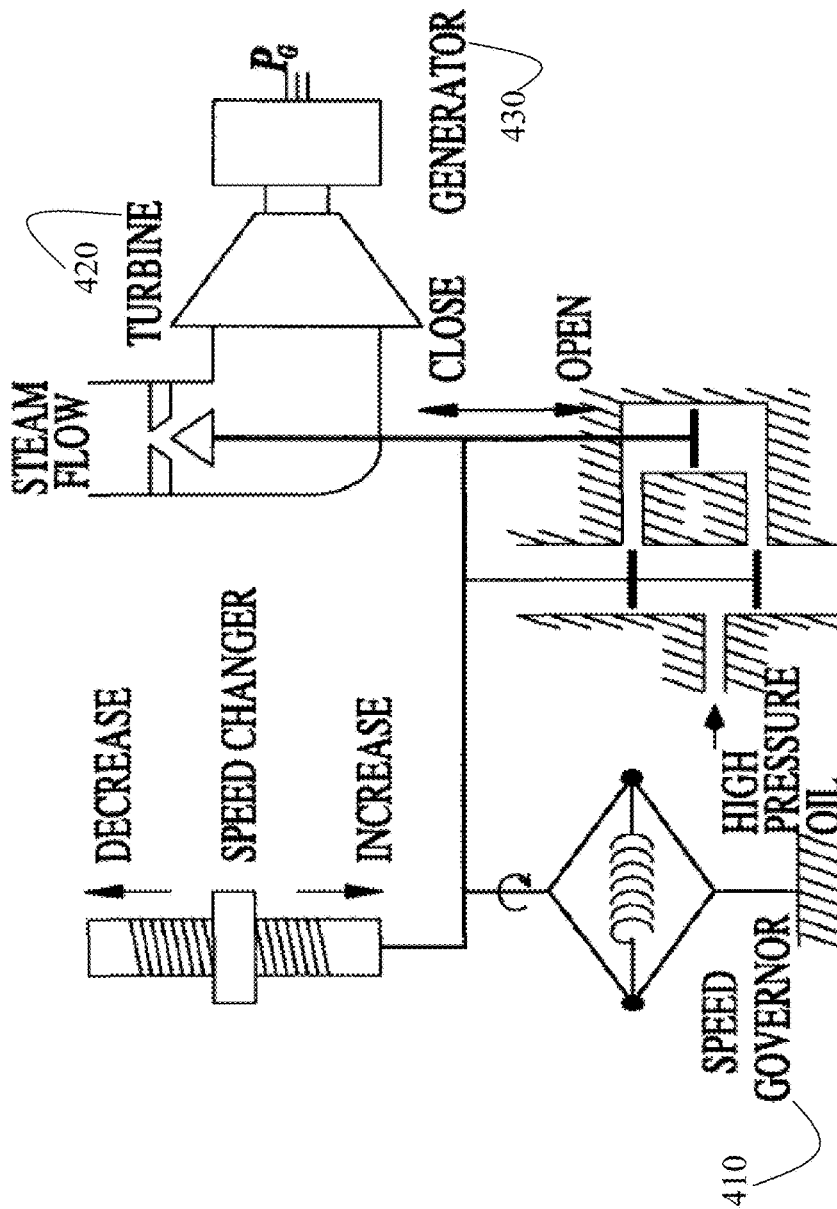 DECREASE
SPEED CHANGER
INCREASE
STEAM
FLOW
TURBINE
420
P_G
GENERATOR
430
CLOSE
OPEN
HIGH
PRESSURE
OIL
SPEED
GOVERNOR
410